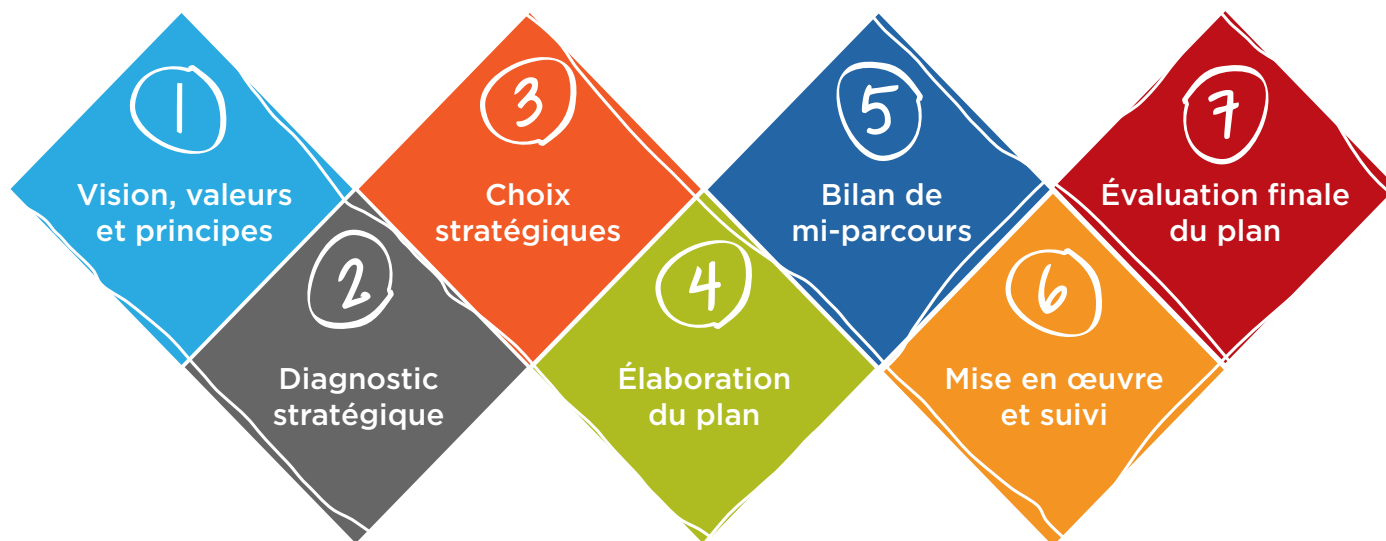 1
Vision, valeurs
et principes
2
Diagnostic
stratégique
3
Choix
stratégiques
4
Élaboration
du plan
5
Bilan de
mi-parcours
6
Mise en œuvre
et suivi
7
Évaluation finale
du plan